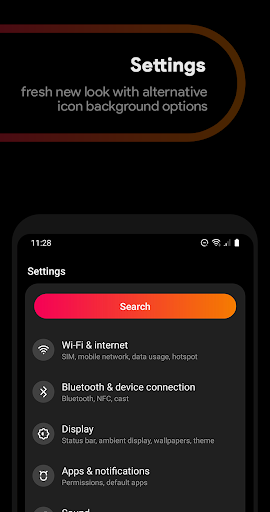 Settings
fresh new look with alternative
icon background options
11:28
Settings
Search
Wi-Fi & internet
SIM, mobile network, data usage, hotspot
Bluetooth & device connection
Bluetooth, NFC, cast
Display
Status bar, ambient display, wallpapers, theme
Apps & notifications
Permissions, default apps
Sound